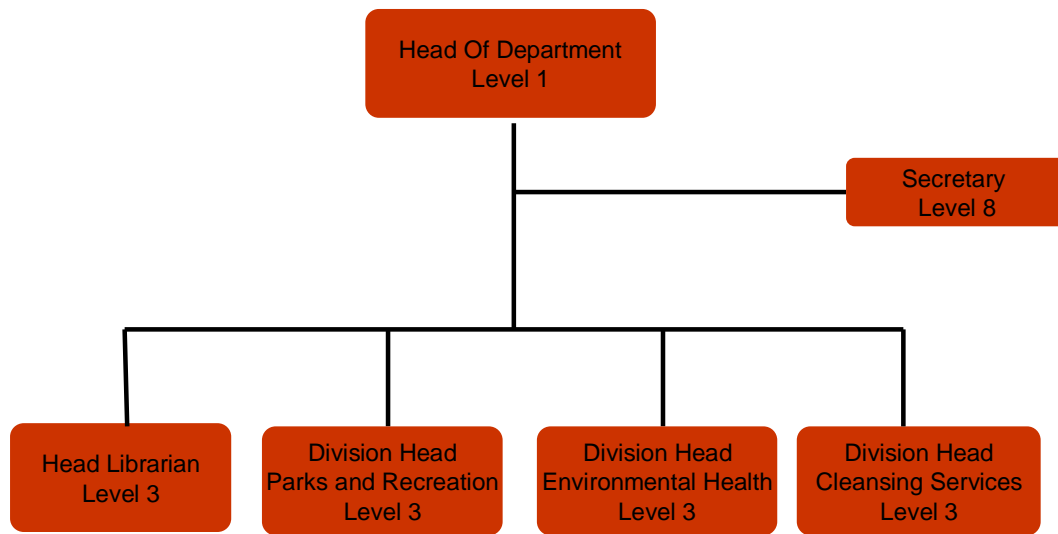 Head Of Department
Level 1
Secretary
Level 8
Head Librarian
Level 3
Division Head
Parks and Recreation
Level 3
Division Head
Environmental Health
Level 3
Division Head
Cleansing Services
Level 3